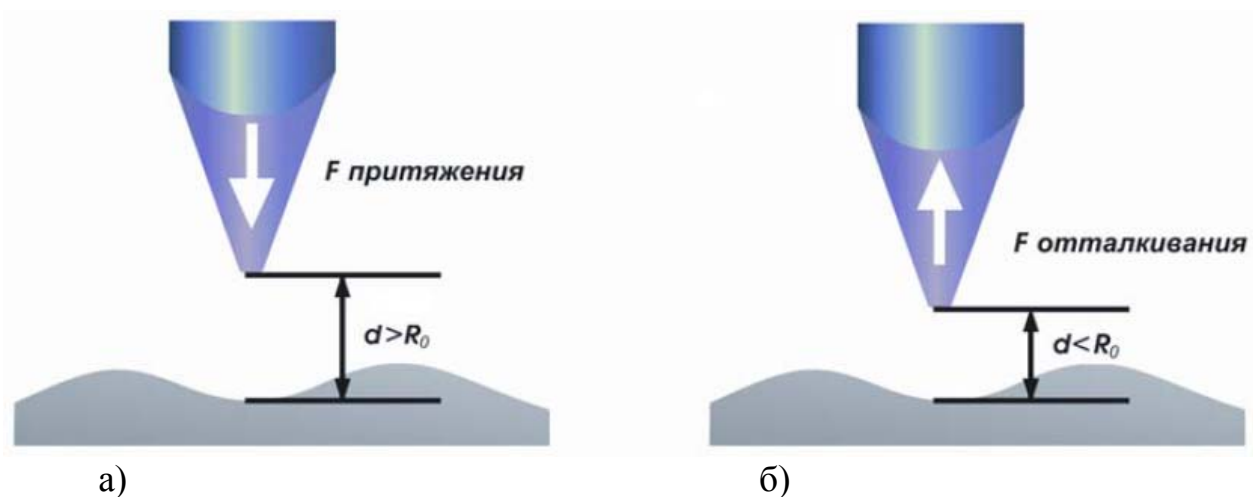 F притяжения
d>R₀
а)
F отталкивания
d<R₀
б)